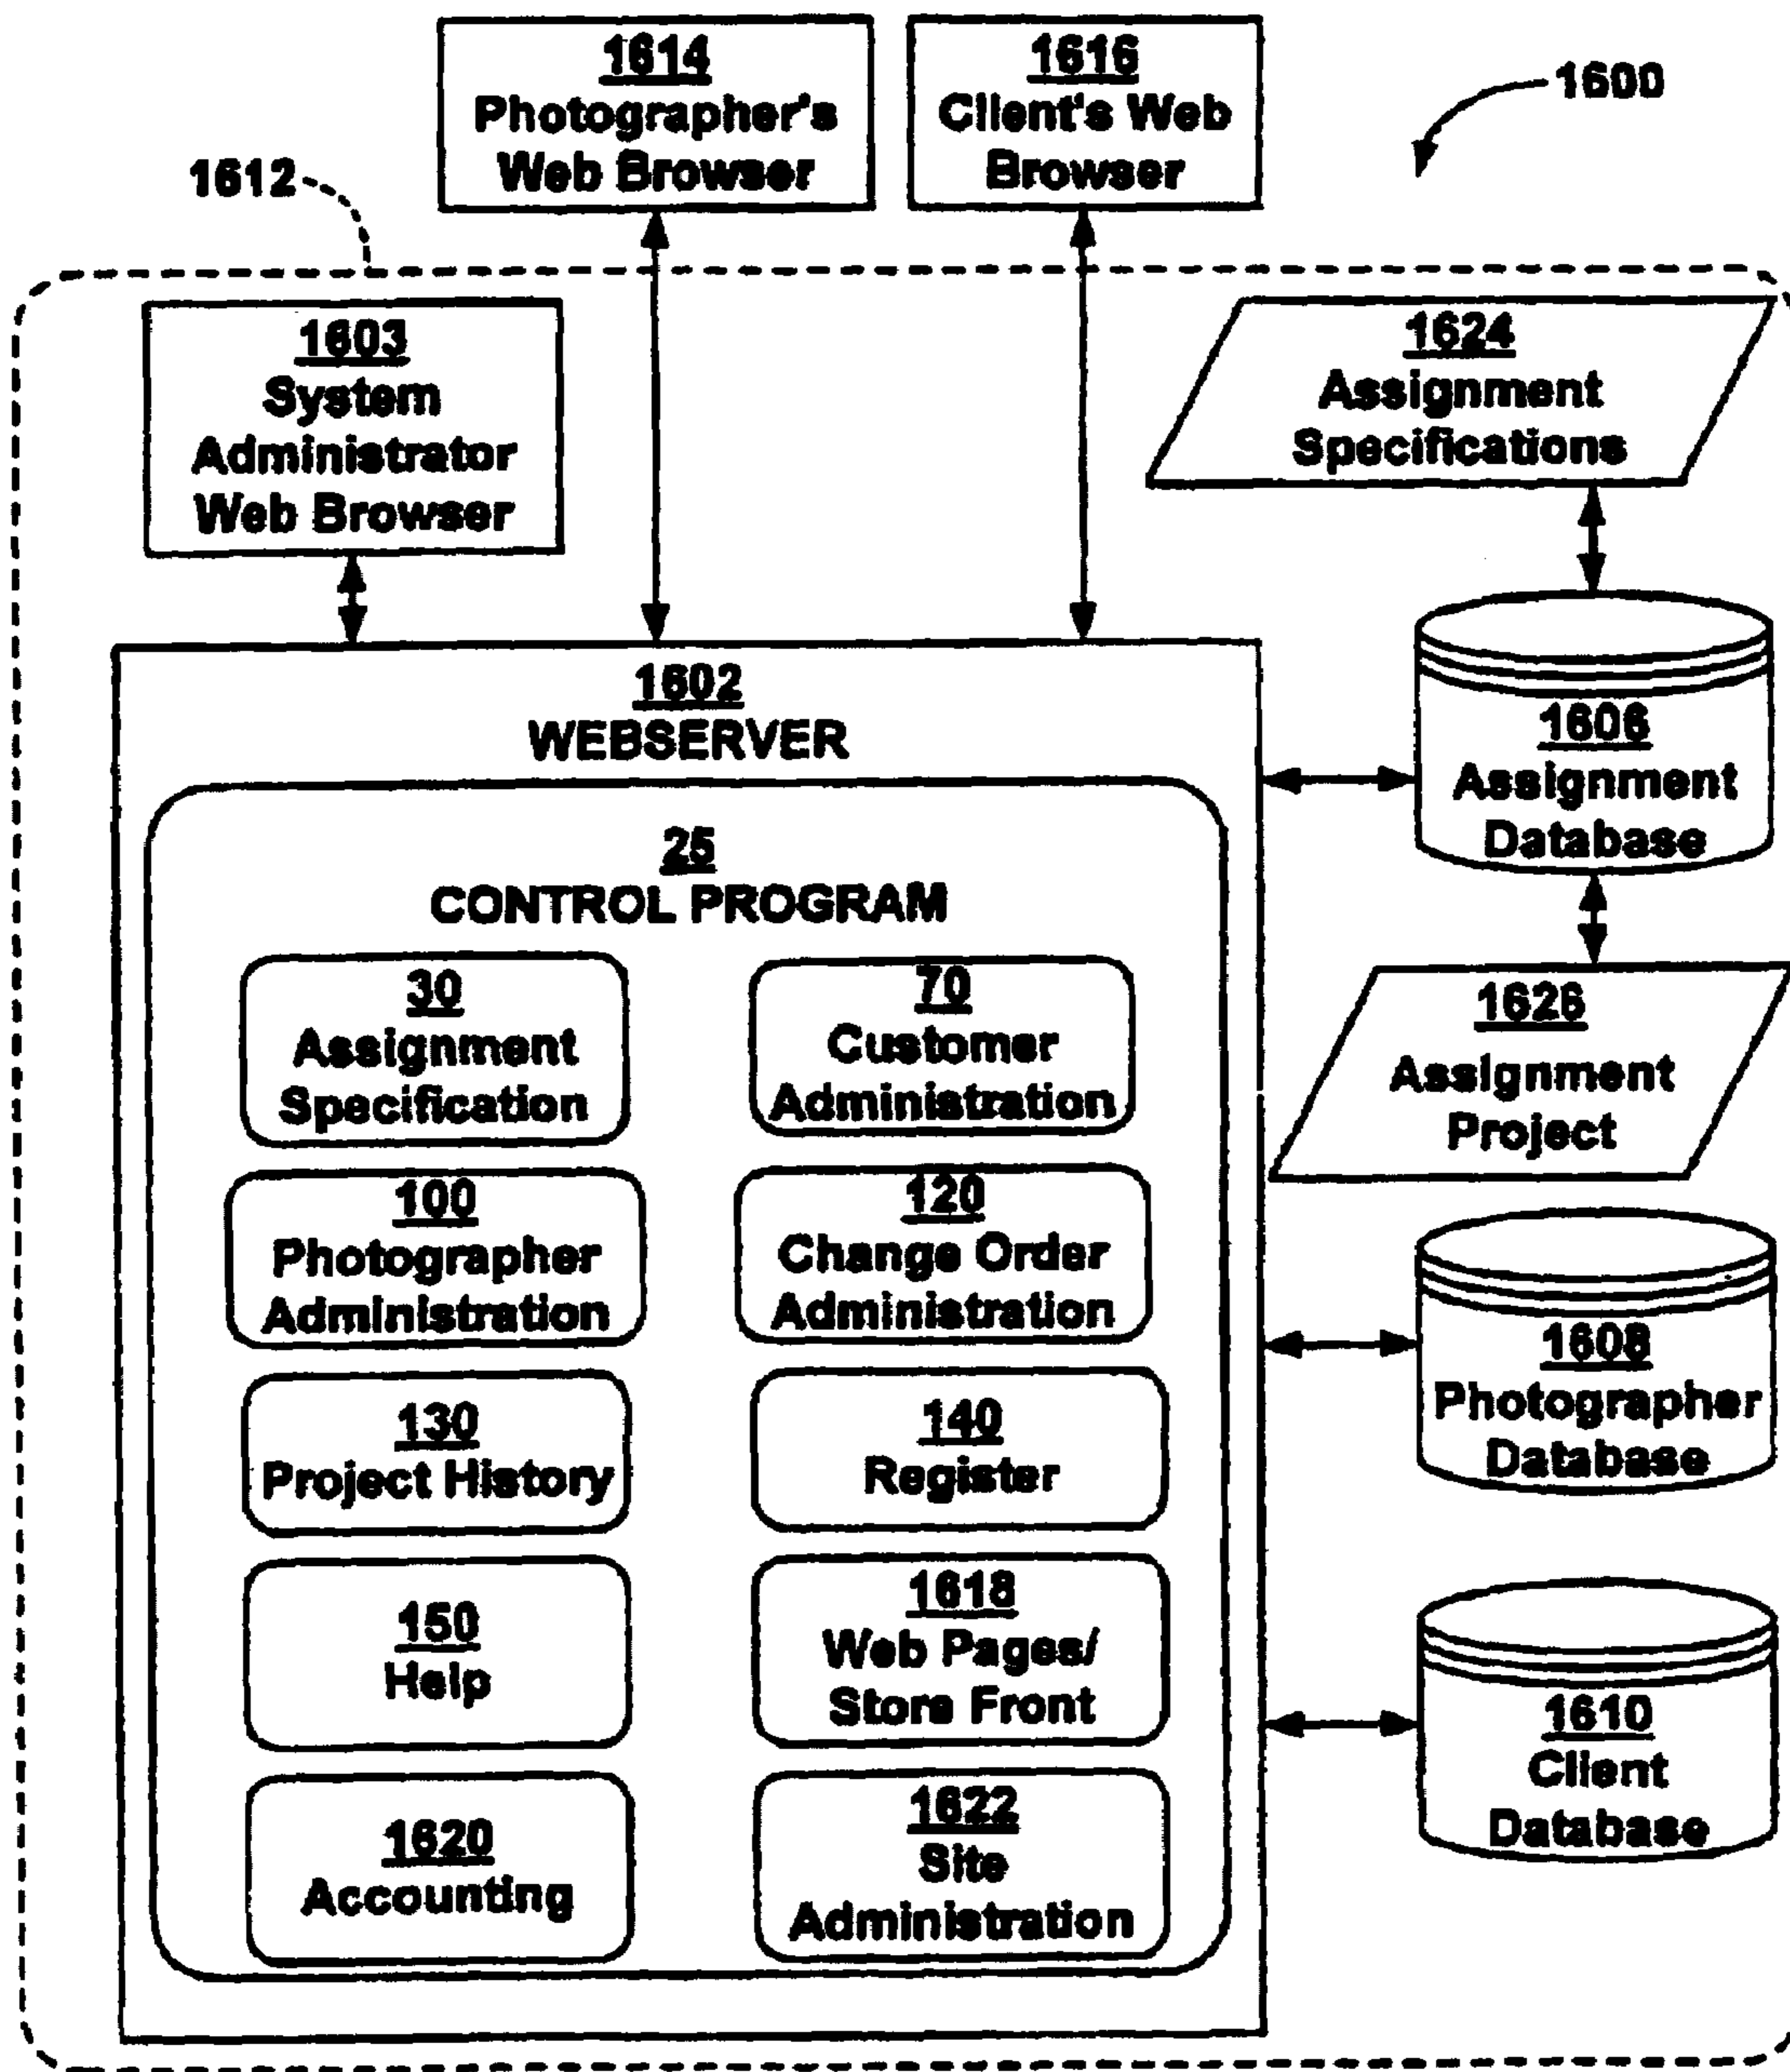 1614
Photographer's
Web Browser
1616
Client's Web
Browser
1600
1612
1603
System
Administrator
Web Browser
1624
Assignment
Specifications
1602
WEBSERVER
1606
Assignment
Database
25
CONTROL PROGRAM
30
Assignment
Specification
70
Customer
Administration
1626
Assignment
Project
100
Photographer
Administration
120
Change Order
Administration
1608
Photographer
Database
130
Project History
140
Register
150
Help
1618
Web Pages/
Store Front
1610
Client
Database
1620
Accounting
1622
Site
Administration